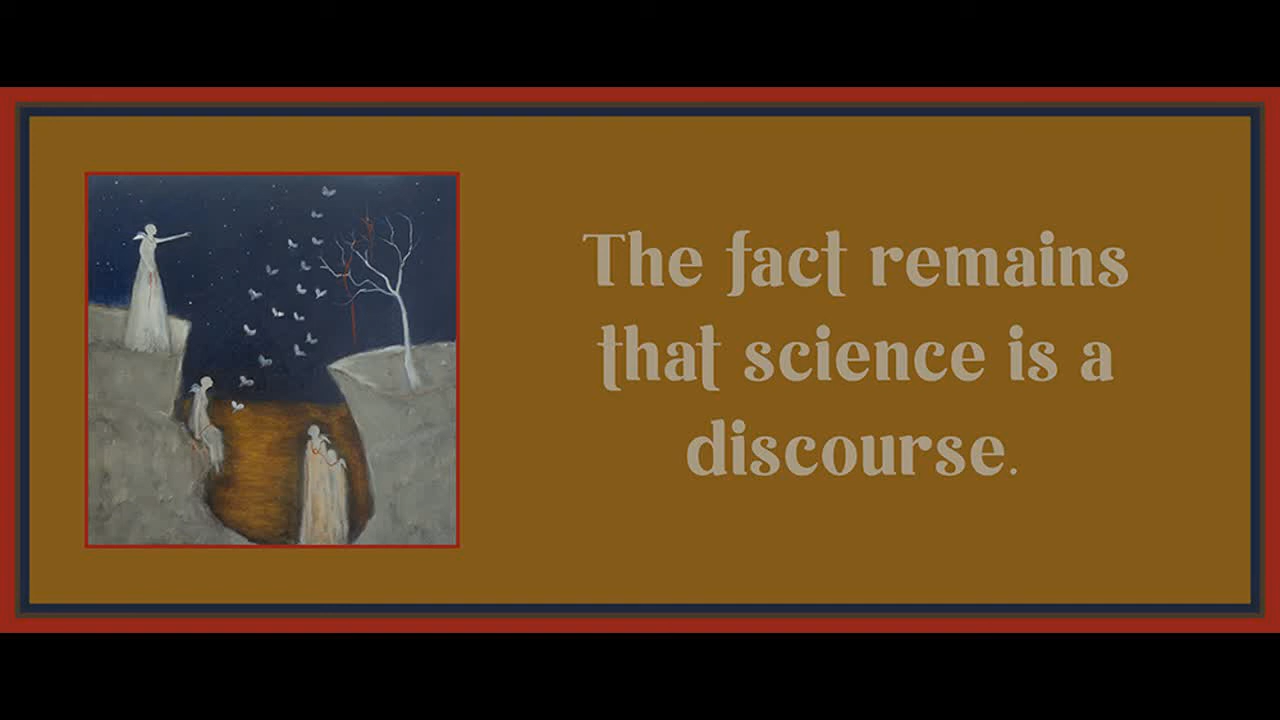 The fact remains
that science is a
discourse.